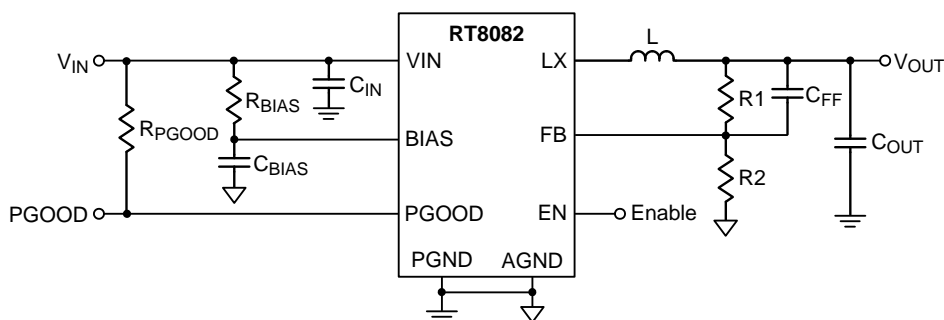 RT8082
V_IN
VIN
LX
L
V_OUT
C_IN
R_BIAS
R1
C_FF
R_PGOOD
BIAS
FB
C_BIAS
R2
C_OUT
PGOOD
PGOOD
EN
Enable
PGND
AGND